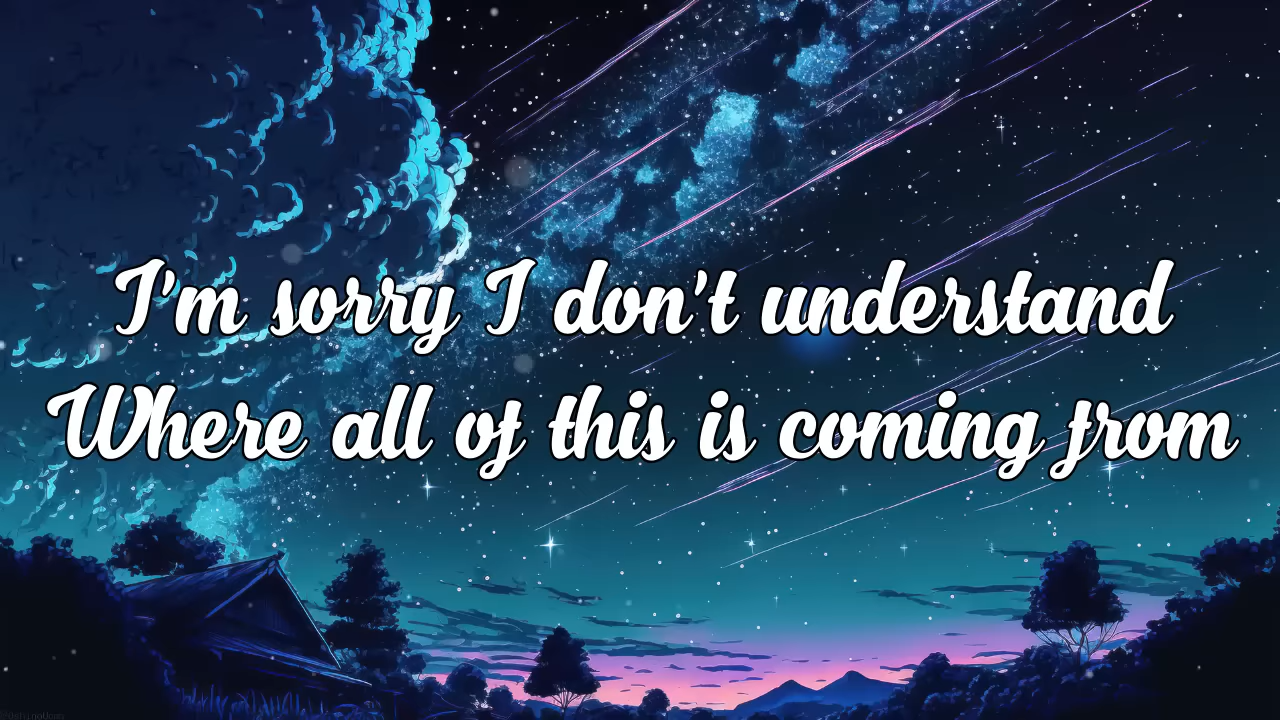 I'm sorry I don't understand
Where all of this is coming from